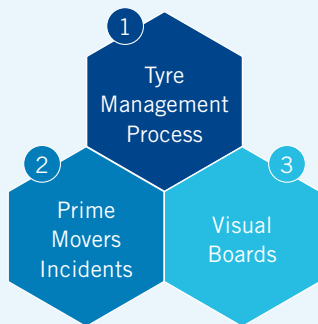 1
Tyre
Management
Process
2
Prime
Movers
Incidents
3
Visual
Boards